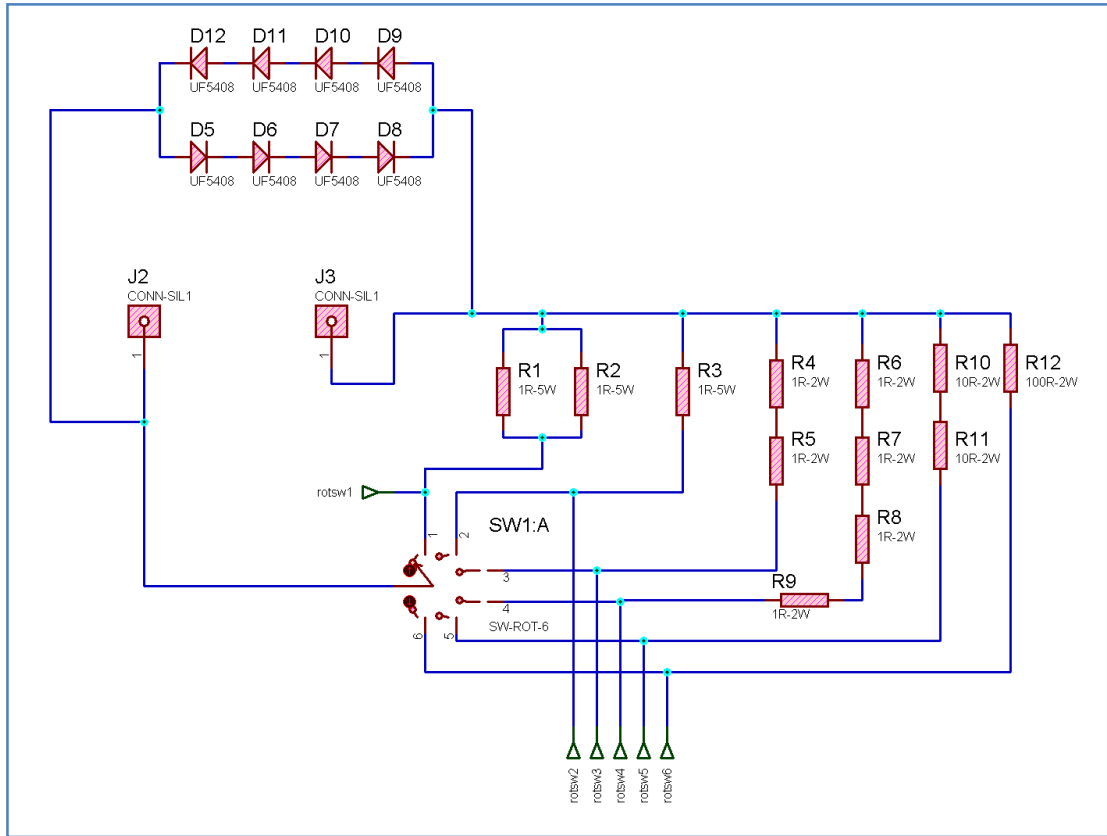 D12 D11 D10 D9
UF5408 UF5408 UF5408 UF5408
D5 D6 D7 D8
UF5408 UF5408 UF5408 UF5408
J2
CONN-SIL1
1
J3
CONN-SIL1
1
R1
1R-5W
R2
1R-5W
R3
1R-5W
R4
1R-2W
R6
1R-2W
R10
10R-2W
R12
100R-2W
R5
1R-2W
R7
1R-2W
R11
10R-2W
R8
1R-2W
R9
1R-2W
rotsw1
SW1:A
1
2
3
4
5
6
SW-ROT-6
rotsw2
rotsw3
rotsw4
rotsw5
rotsw6